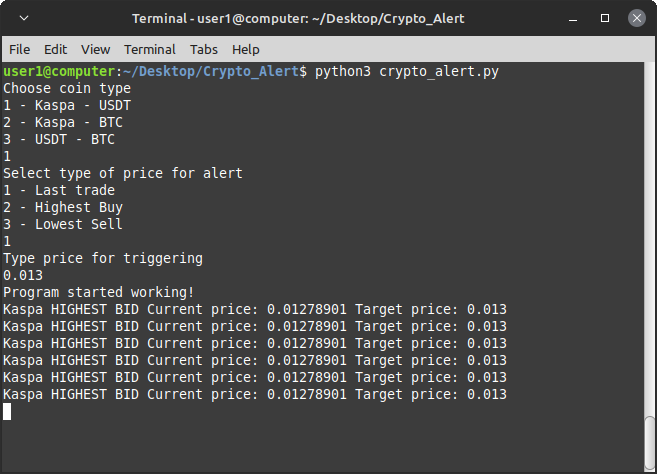 Terminal - user1@computer: ~/Desktop/Crypto_Alert
File Edit View Terminal Tabs Help
user1@computer:~/Desktop/Crypto_Alert$ python3 crypto_alert.py
Choose coin type
1 - Kaspa - USDT
2 - Kaspa - BTC
3 - USDT - BTC
1
Select type of price for alert
1 - Last trade
2 - Highest Buy
3 - Lowest Sell
1
Type price for triggering
0.013
Program started working!
Kaspa HIGHEST BID Current price: 0.01278901 Target price: 0.013
Kaspa HIGHEST BID Current price: 0.01278901 Target price: 0.013
Kaspa HIGHEST BID Current price: 0.01278901 Target price: 0.013
Kaspa HIGHEST BID Current price: 0.01278901 Target price: 0.013
Kaspa HIGHEST BID Current price: 0.01278901 Target price: 0.013
Kaspa HIGHEST BID Current price: 0.01278901 Target price: 0.013